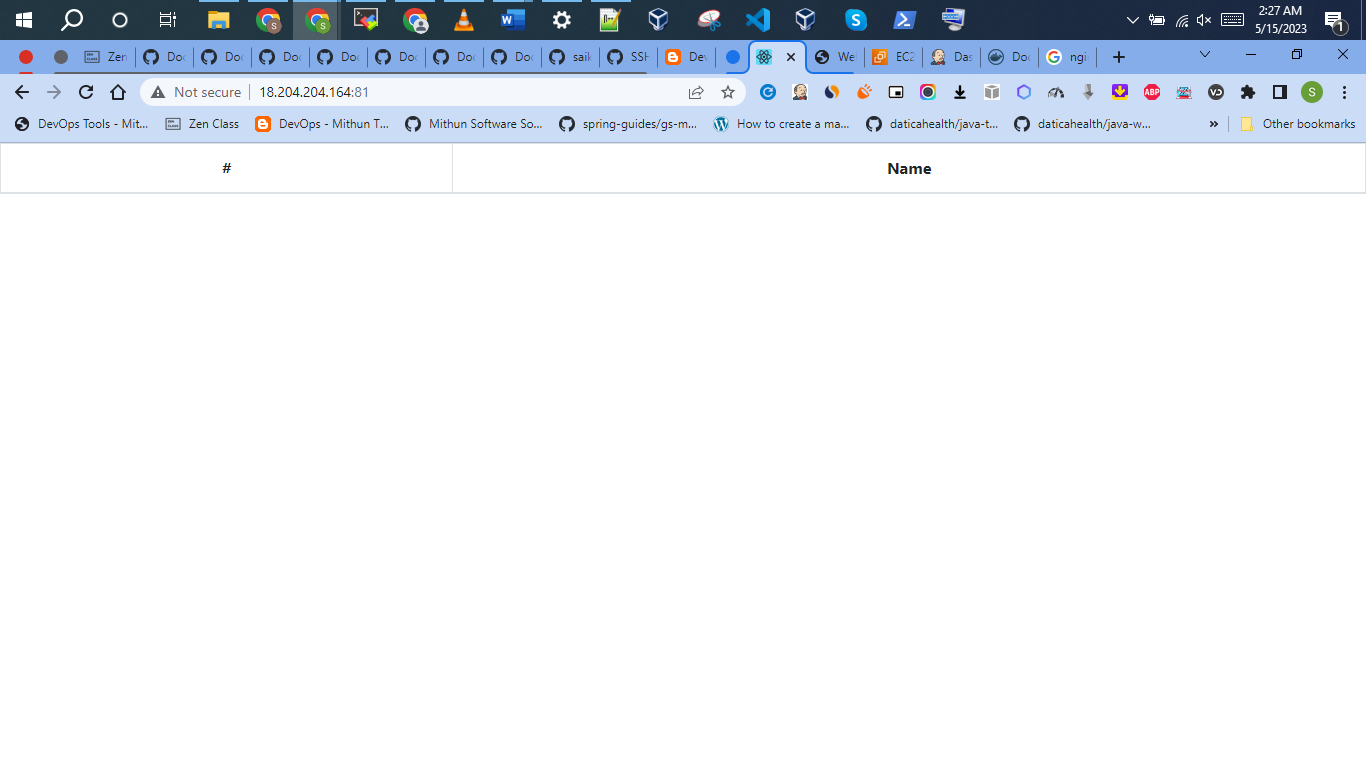 2:27 AM
5/15/2023
1
Zen
Doc
Doc
Doc
Doc
Doc
Doc
Doc
saik
SSH
Dev
We
EC2
Das
Doc
ngi
Not secure
18.204.204.164:81
ABP
S
DevOps Tools - Mit...
Zen Class
DevOps - Mithun T...
Mithun Software So...
spring-guides/gs-m...
How to create a ma...
daticahealth/java-t...
daticahealth/java-w...
»
Other bookmarks
# Name